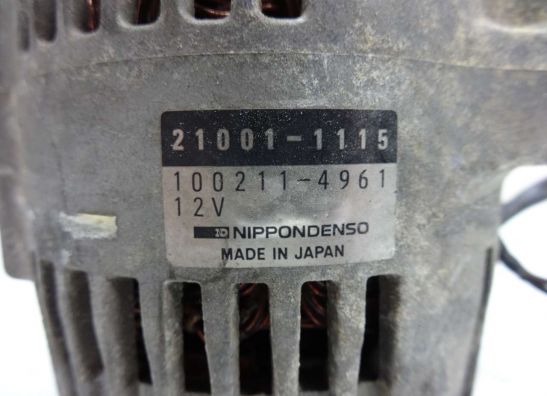 21001-1115
100211-4961
12V
ND NIPPONDENSO
MADE IN JAPAN